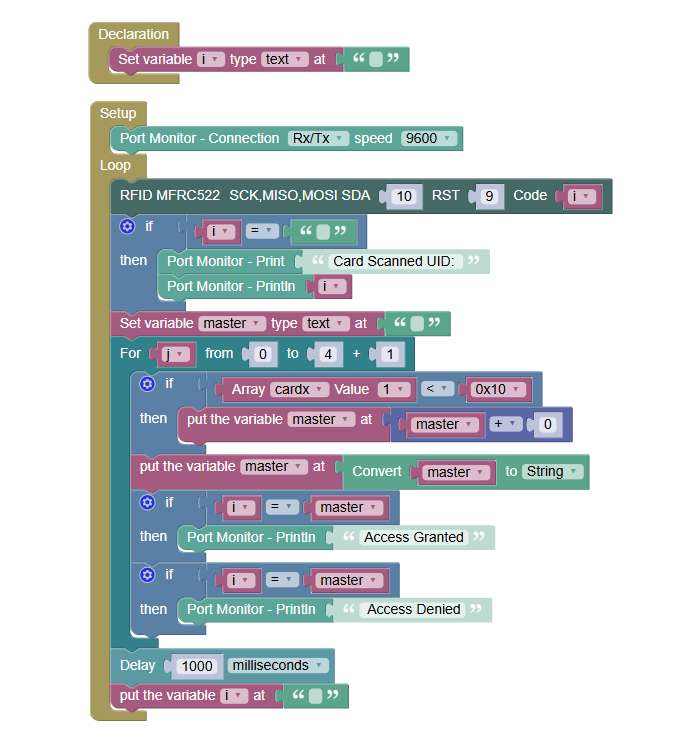 Declaration
Set variable i type text at “ ”
Setup
Port Monitor - Connection Rx/Tx speed 9600
Loop
RFID MFRC522 SCK,MISO,MOSI SDA 10 RST 9 Code i
if i = “ ”
then Port Monitor - Print “ Card Scanned UID: ”
Port Monitor - Println i
Set variable master type text at “ ”
For j from 0 to 4 + 1
if Array cardx Value 1 < 0x10
then put the variable master at master + 0
put the variable master at Convert master to String
if i = master
then Port Monitor - Println “ Access Granted ”
if i = master
then Port Monitor - Println “ Access Denied ”
Delay 1000 milliseconds
put the variable i at “ ”